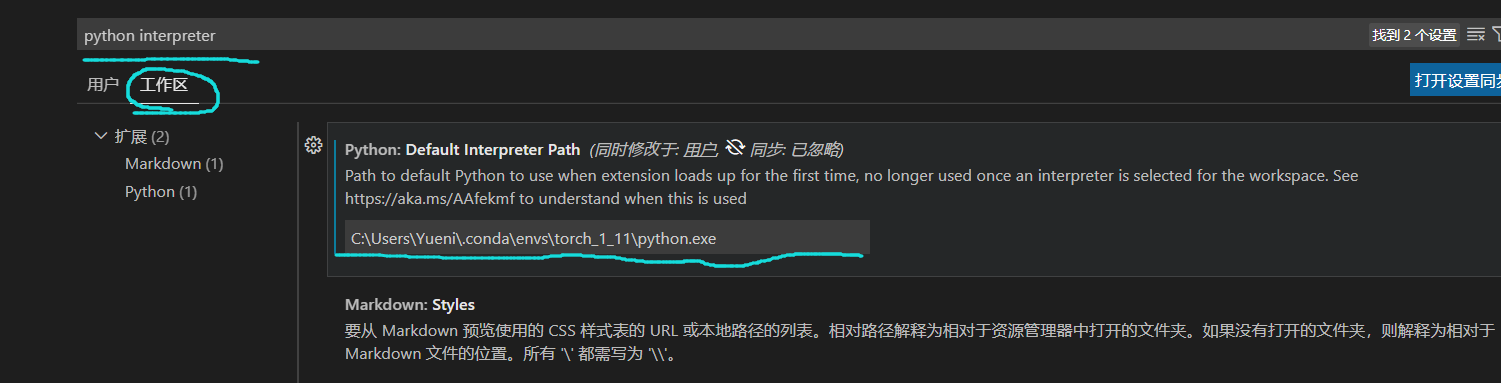 python interpreter
找到 2 个设置
用户
工作区
打开设置同步
扩展 (2)
Markdown (1)
Python (1)
Python: Default Interpreter Path (同时修改于: 用户, 同步: 已忽略)
Path to default Python to use when extension loads up for the first time, no longer used once an interpreter is selected for the workspace. See
https://aka.ms/AAfekmf to understand when this is used
C:\Users\Yueni\.conda\envs\torch_1_11\python.exe
Markdown: Styles
要从 Markdown 预览使用的 CSS 样式表的 URL 或本地路径的列表。相对路径解释为相对于资源管理器中打开的文件夹。如果没有打开的文件夹，则解释为相对于
Markdown 文件的位置。所有 '\' 都需写为 '\\'。